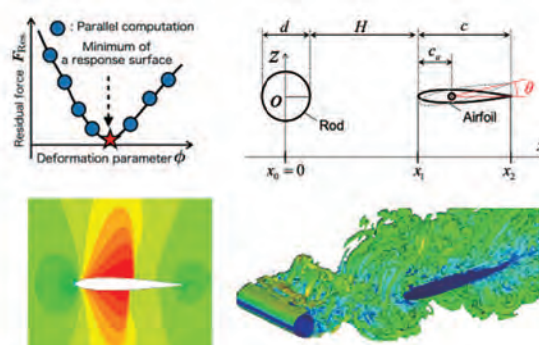 : Parallel computation
Minimum of
a response surface
Residual force F_Res.
Deformation parameter ϕ
d
H
c
c_a
Z
O
θ
Rod
Airfoil
x_0 = 0
x_1
x_2